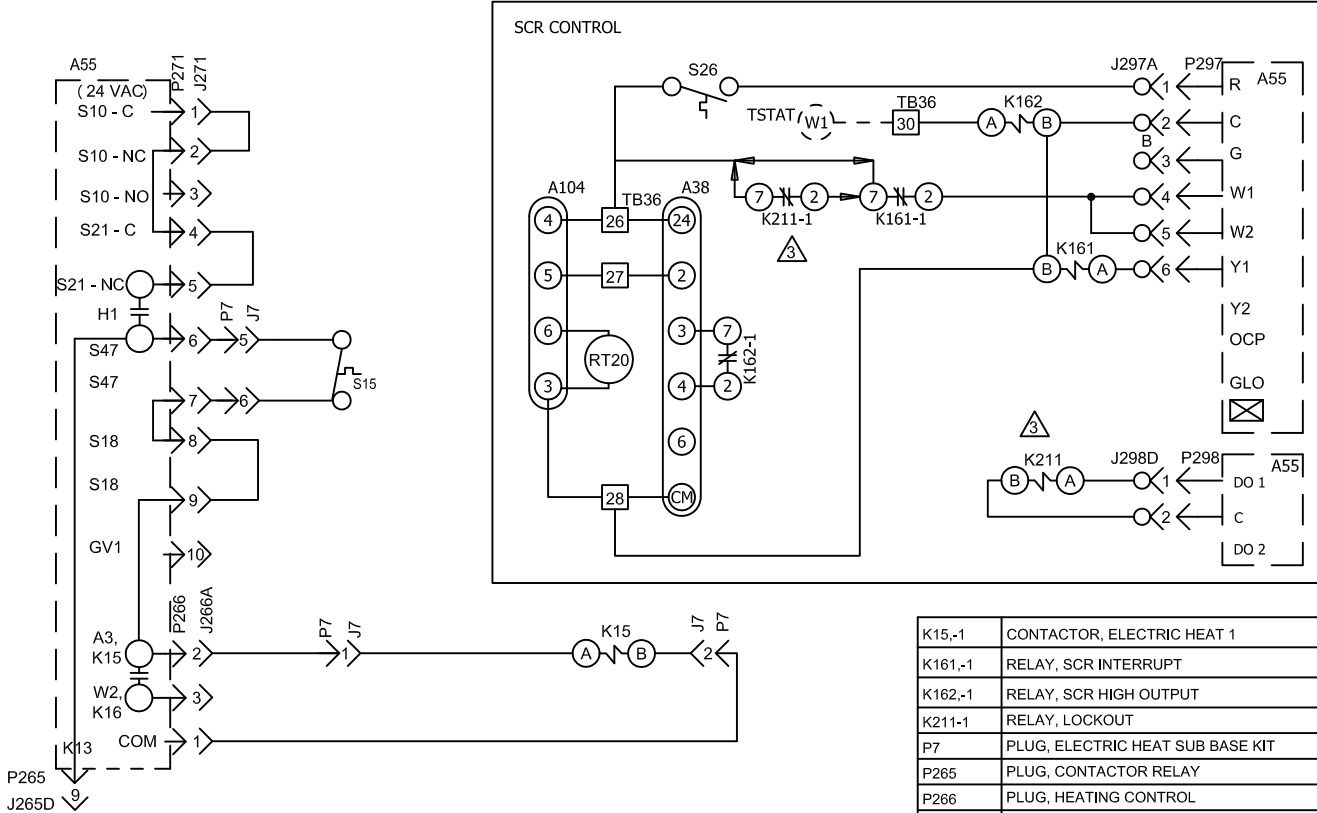 SCR CONTROL
A55
(24 VAC)
P271
J271
S10 - C
1
S10 - NC
2
S10 - NO
3
S21 - C
4
S21 - NC
5
H1
S47
6
P7
J7
5
S47
7
6
S15
S18
8
S18
9
GV1
10
P266
J266A
A3,
K15
2
P7
J7
1
A
K15
B
J7
P7
2
W2,
K16
3
COM
1
K13
P265
J265D
9
S26
J297A
P297
A55
1
R
TSTAT
W1
TB36
30
A
K162
B
2
C
B
3
G
7
2
K211-1
3
7
2
K161-1
4
W1
5
W2
B
K161
A
6
Y1
Y2
OCP
GLO
A104
TB36
A38
4
26
24
5
27
2
6
RT20
3
7
K162-1
3
4
2
6
28
CM
3
K211
B
A
J298D
P298
A55
1
DO 1
2
C
DO 2
K15,-1 CONTACTOR, ELECTRIC HEAT 1
K161,-1 RELAY, SCR INTERRUPT
K162,-1 RELAY, SCR HIGH OUTPUT
K211-1 RELAY, LOCKOUT
P7 PLUG, ELECTRIC HEAT SUB BASE KIT
P265 PLUG, CONTACTOR RELAY
P266 PLUG, HEATING CONTROL